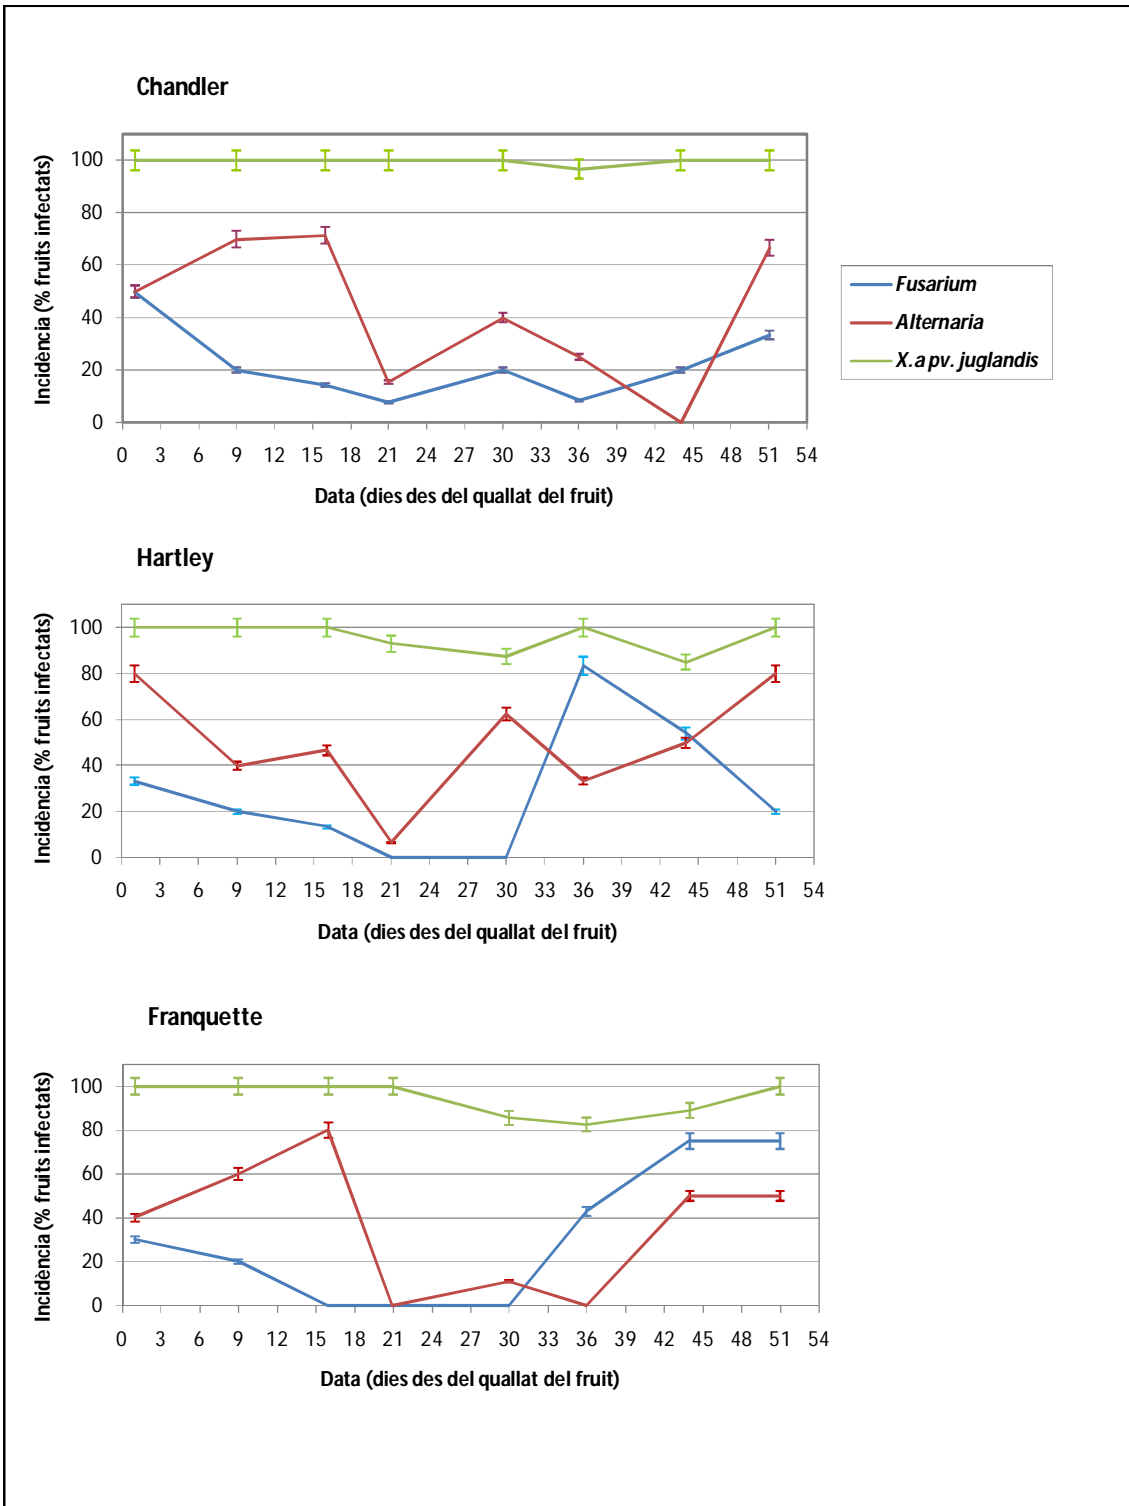 Chandler
Incidència (% fruits infectats)
100
80
60
40
20
0
0 3 6 9 12 15 18 21 24 27 30 33 36 39 42 45 48 51 54
Data (dies des del quallat del fruit)
Fusarium
Alternaria
X.a pv. juglandis
Hartley
Incidència (% fruits infectats)
100
80
60
40
20
0
0 3 6 9 12 15 18 21 24 27 30 33 36 39 42 45 48 51 54
Data (dies des del quallat del fruit)
Franquette
Incidència (% fruits infectats)
100
80
60
40
20
0
0 3 6 9 12 15 18 21 24 27 30 33 36 39 42 45 48 51 54
Data (dies des del quallat del fruit)